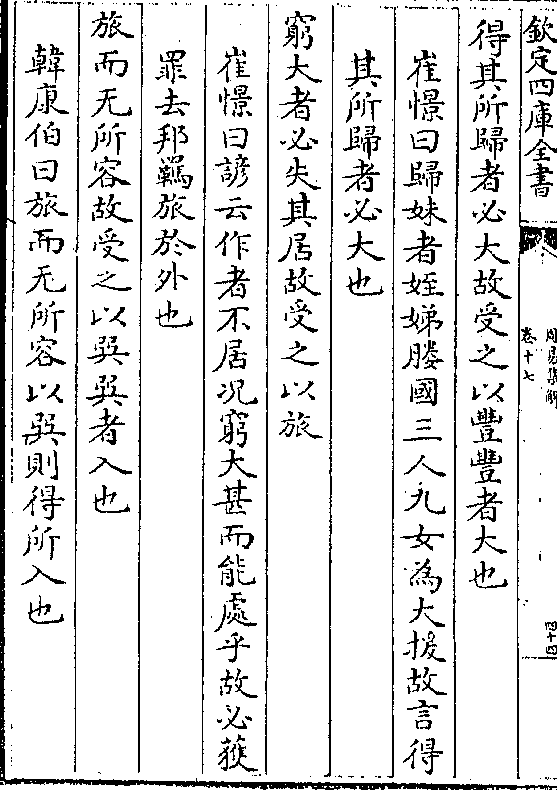 欽定四庫全書
周易集解
卷十七
四十四
得其所歸者必大故受之以豐豐者大也
崔憬曰歸妹者姪娣媵國三人九女為大援故言得
其所歸者必大也
窮大者必失其居故受之以旅
崔憬曰諺云作者不居况窮大甚而能處乎故必獲
罪去邦羈旅於外也
旅而无所容故受之以巽巽者入也
韓康伯曰旅而无所容以巽則得所入也